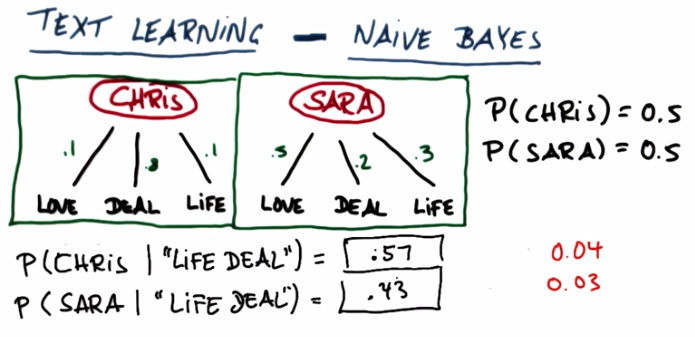 TEXT LEARNING — NAIVE BAYES
CHRIS SARA
P(CHRIS) = 0.5
P(SARA) = 0.5
.1 .8 .1 .5 .2 .3
LOVE DEAL LIFE LOVE DEAL LIFE
P(CHRIS | "LIFE DEAL") = .57 0.04
P(SARA | "LIFE DEAL") = .43 0.03